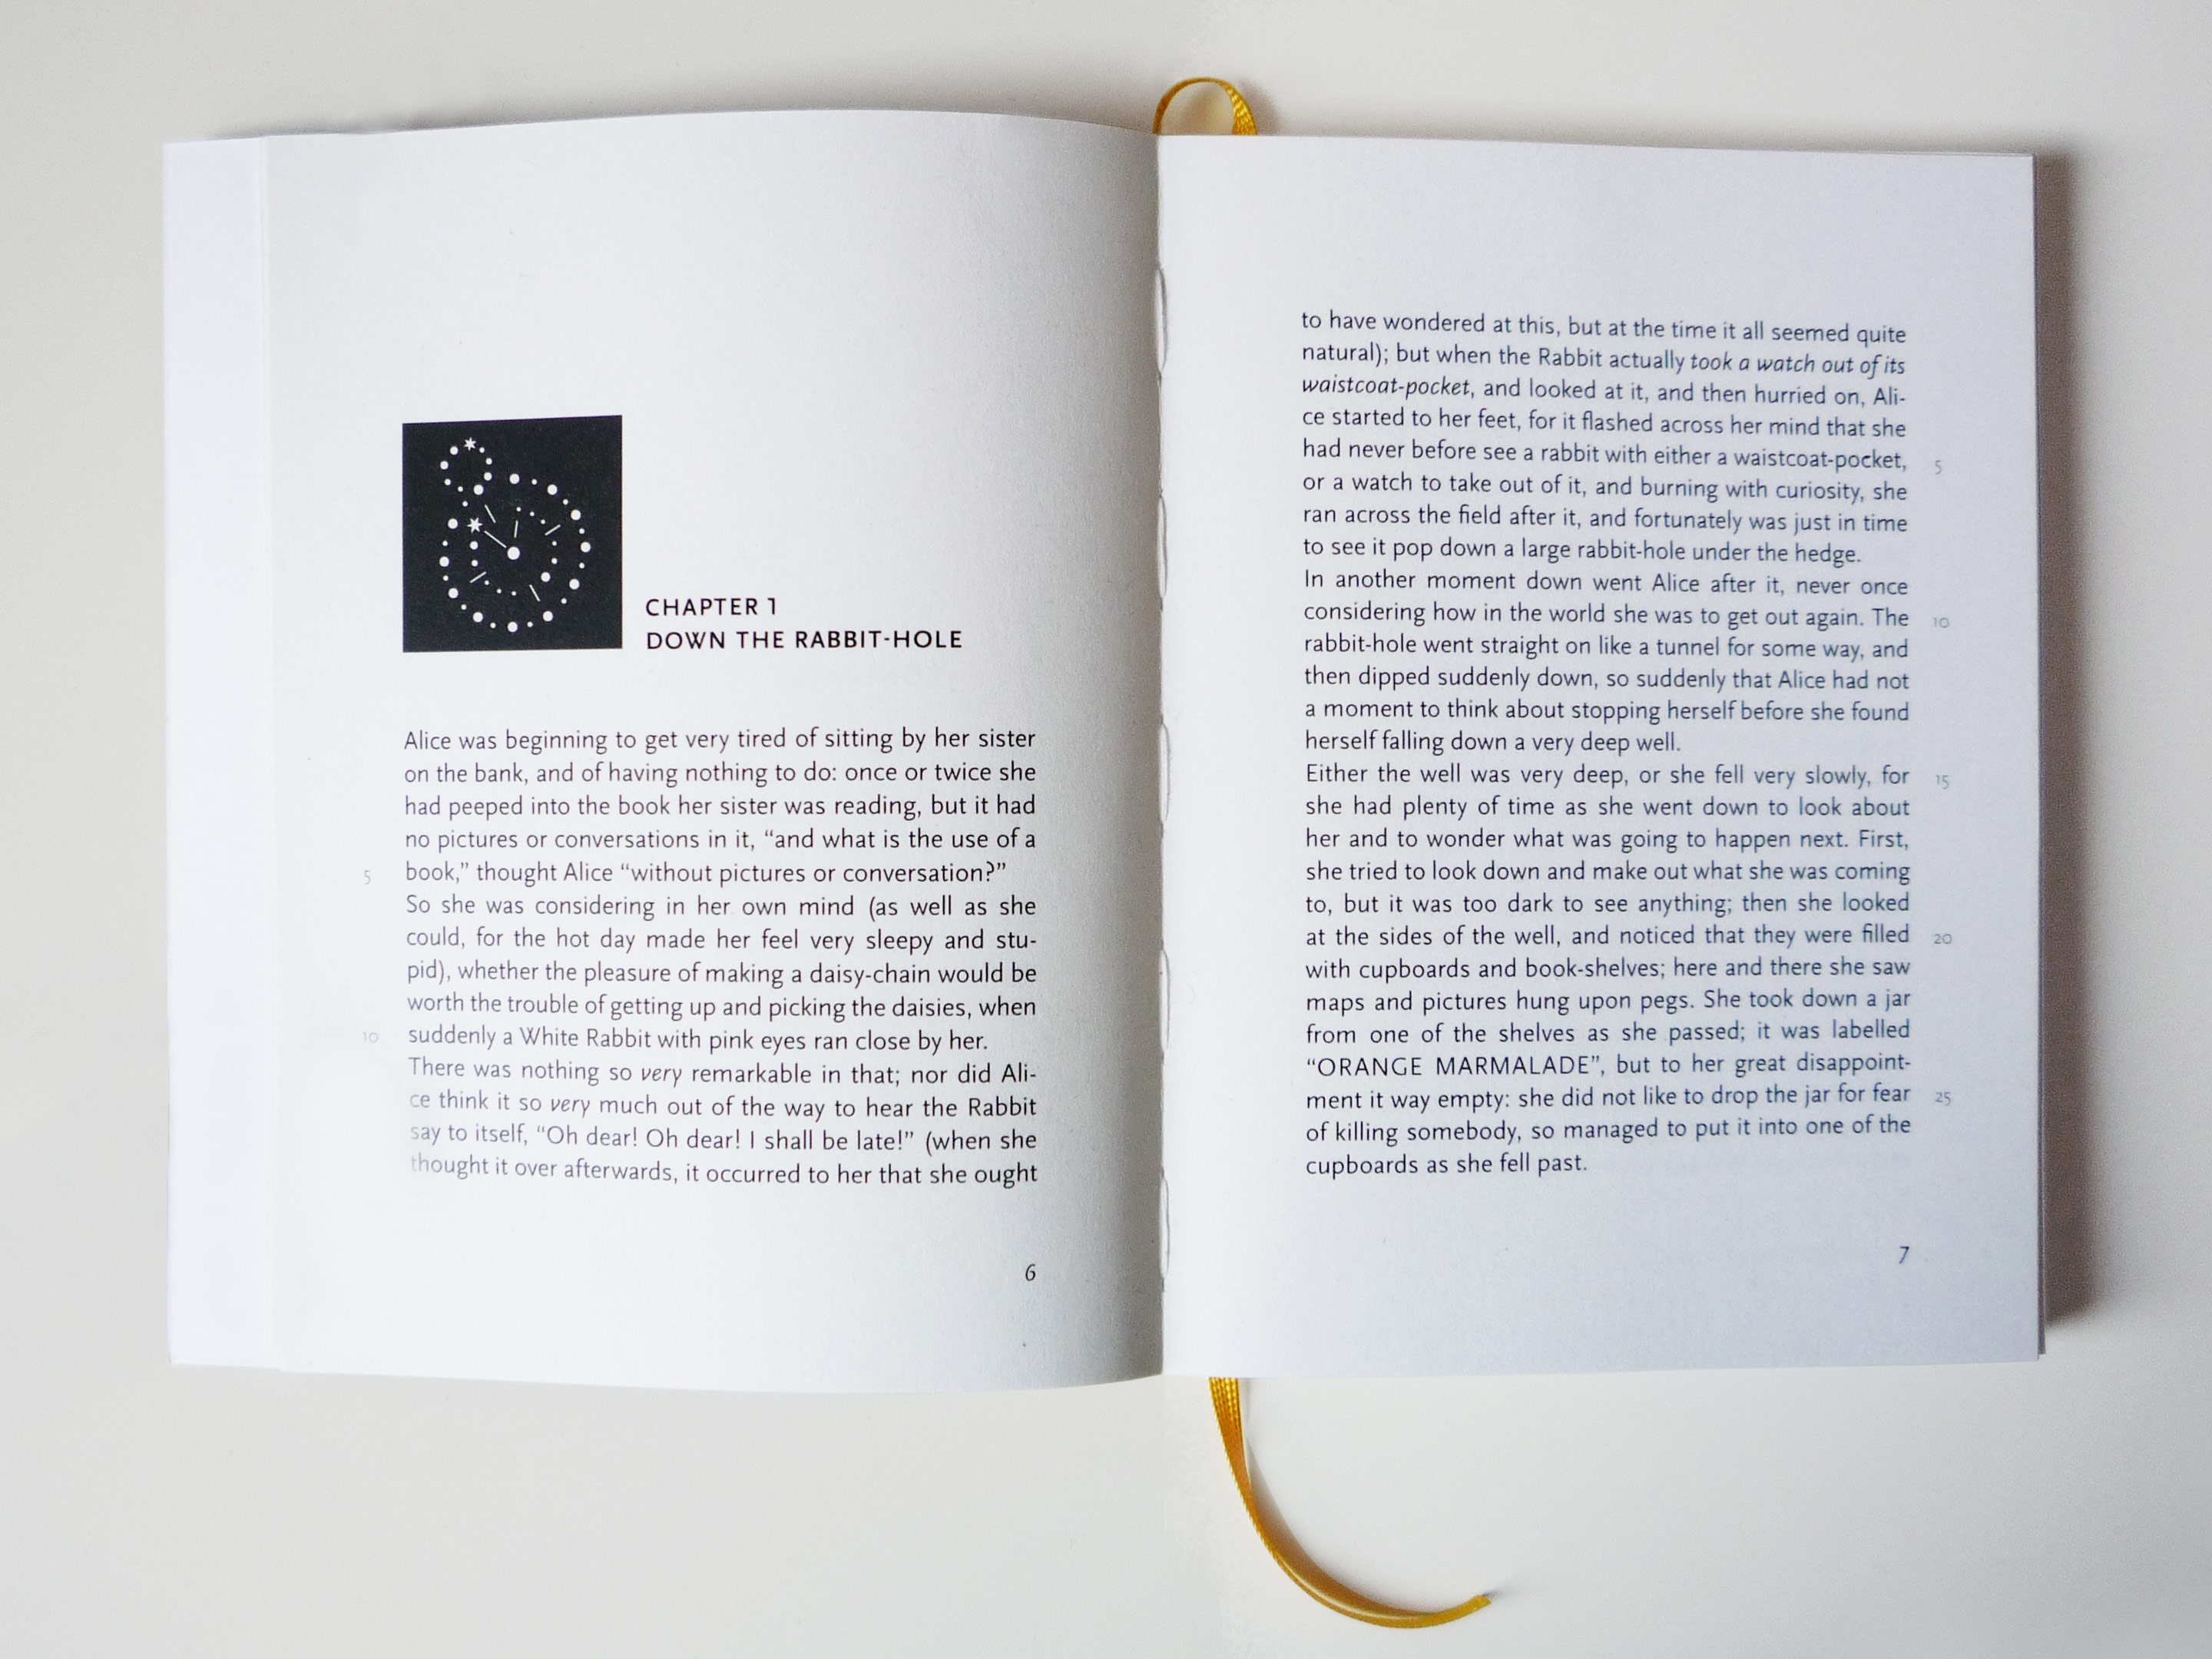 CHAPTER 1
DOWN THE RABBIT-HOLE
Alice was beginning to get very tired of sitting by her sister
on the bank, and of having nothing to do: once or twice she
had peeped into the book her sister was reading, but it had
no pictures or conversations in it, “and what is the use of a
5 book,” thought Alice “without pictures or conversation?”
So she was considering in her own mind (as well as she
could, for the hot day made her feel very sleepy and stu-
pid), whether the pleasure of making a daisy-chain would be
worth the trouble of getting up and picking the daisies, when
10 suddenly a White Rabbit with pink eyes ran close by her.
There was nothing so very remarkable in that; nor did Ali-
ce think it so very much out of the way to hear the Rabbit
say to itself, “Oh dear! Oh dear! I shall be late!” (when she
thought it over afterwards, it occurred to her that she ought
6
to have wondered at this, but at the time it all seemed quite
natural); but when the Rabbit actually took a watch out of its
waistcoat-pocket, and looked at it, and then hurried on, Ali-
ce started to her feet, for it flashed across her mind that she
had never before see a rabbit with either a waistcoat-pocket, 5
or a watch to take out of it, and burning with curiosity, she
ran across the field after it, and fortunately was just in time
to see it pop down a large rabbit-hole under the hedge.
In another moment down went Alice after it, never once
considering how in the world she was to get out again. The 10
rabbit-hole went straight on like a tunnel for some way, and
then dipped suddenly down, so suddenly that Alice had not
a moment to think about stopping herself before she found
herself falling down a very deep well.
Either the well was very deep, or she fell very slowly, for 15
she had plenty of time as she went down to look about
her and to wonder what was going to happen next. First,
she tried to look down and make out what she was coming
to, but it was too dark to see anything; then she looked
at the sides of the well, and noticed that they were filled 20
with cupboards and book-shelves; here and there she saw
maps and pictures hung upon pegs. She took down a jar
from one of the shelves as she passed; it was labelled
“ORANGE MARMALADE”, but to her great disappoint-
ment it way empty: she did not like to drop the jar for fear 25
of killing somebody, so managed to put it into one of the
cupboards as she fell past.
7